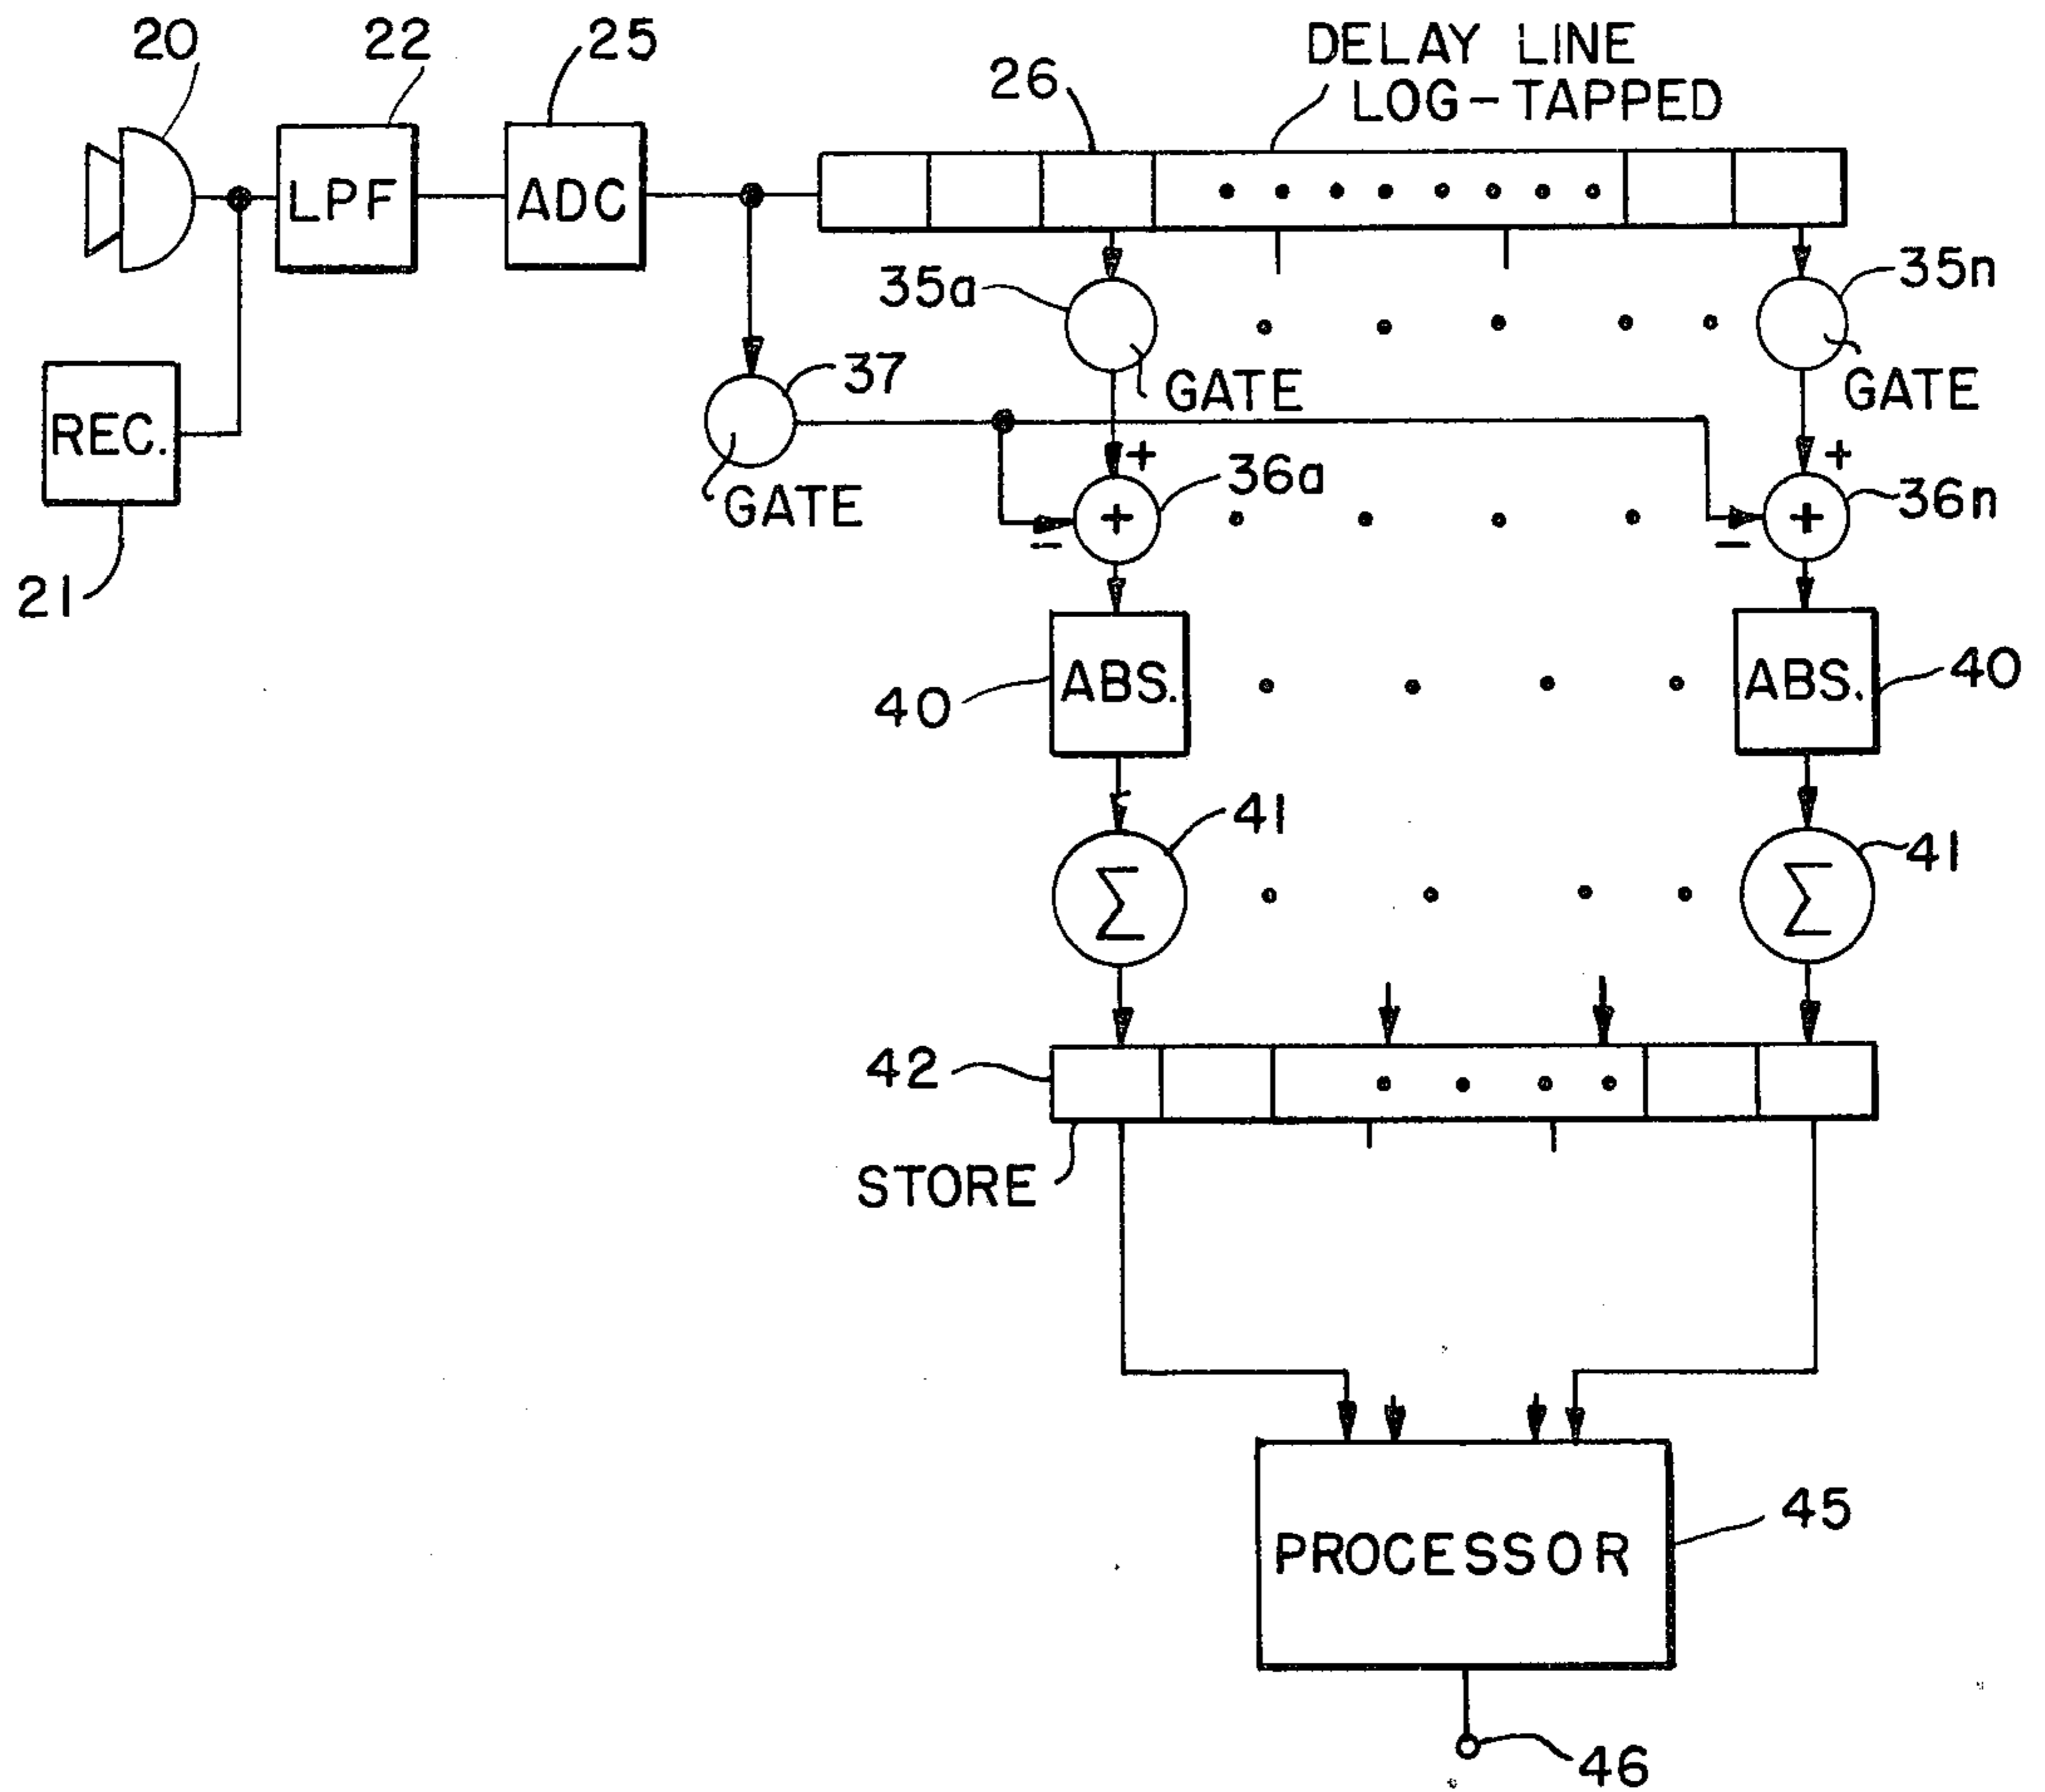 20
22
25
26
DELAY LINE
LOG-TAPPED
LPF
ADC
35a
35n
37
GATE
GATE
REC.
+
+
36a
36n
GATE
+
+
-
-
21
ABS.
ABS.
40
40
41
41
Σ
Σ
42
STORE
45
PROCESSOR
46